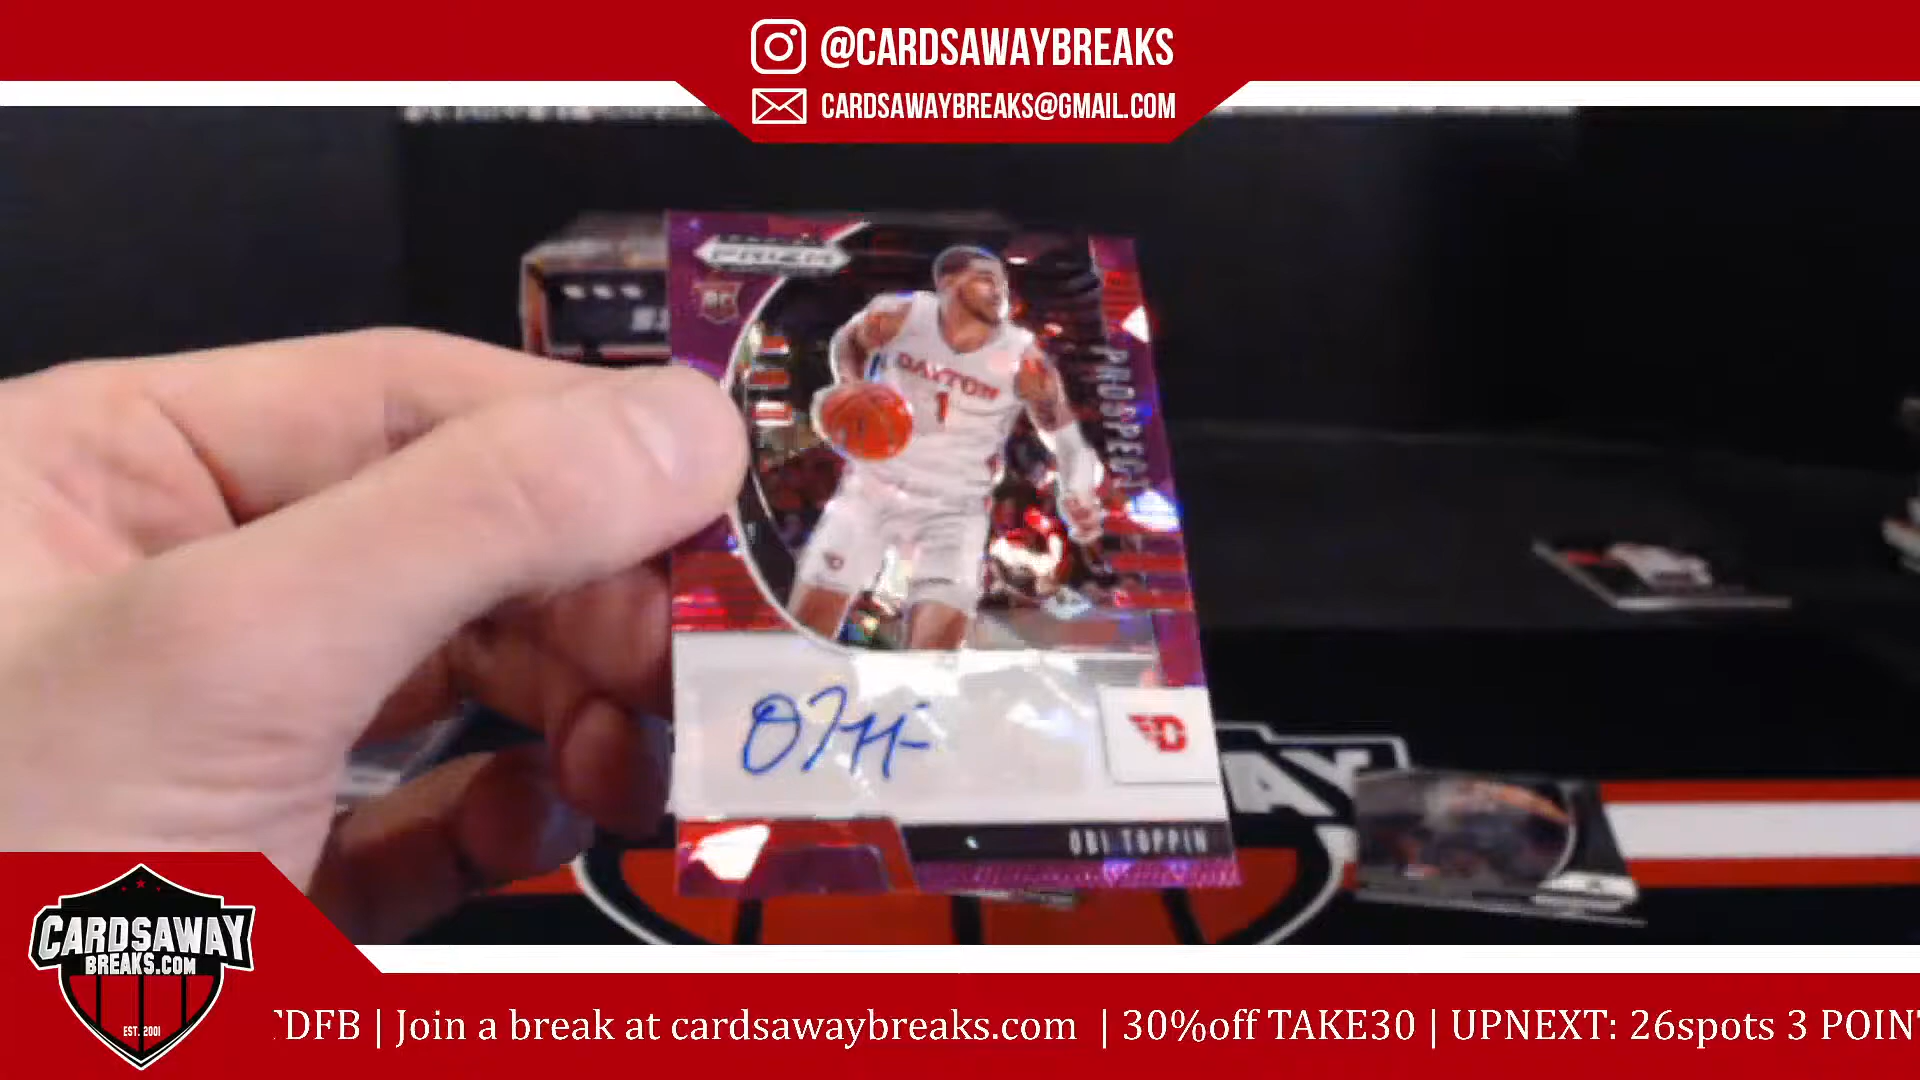 @CARDSAWAYBREAKS
CARDSAWAYBREAKS@GMAIL.COM
PRIZM
RC
DAYTON
1
PROSPECT
OBI TOPPIN
CARDSAWAY
BREAKS.COM
EST. 2001
DFB | Join a break at cardsawaybreaks.com | 30%off TAKE30 | UPNEXT: 26spots 3 POIN